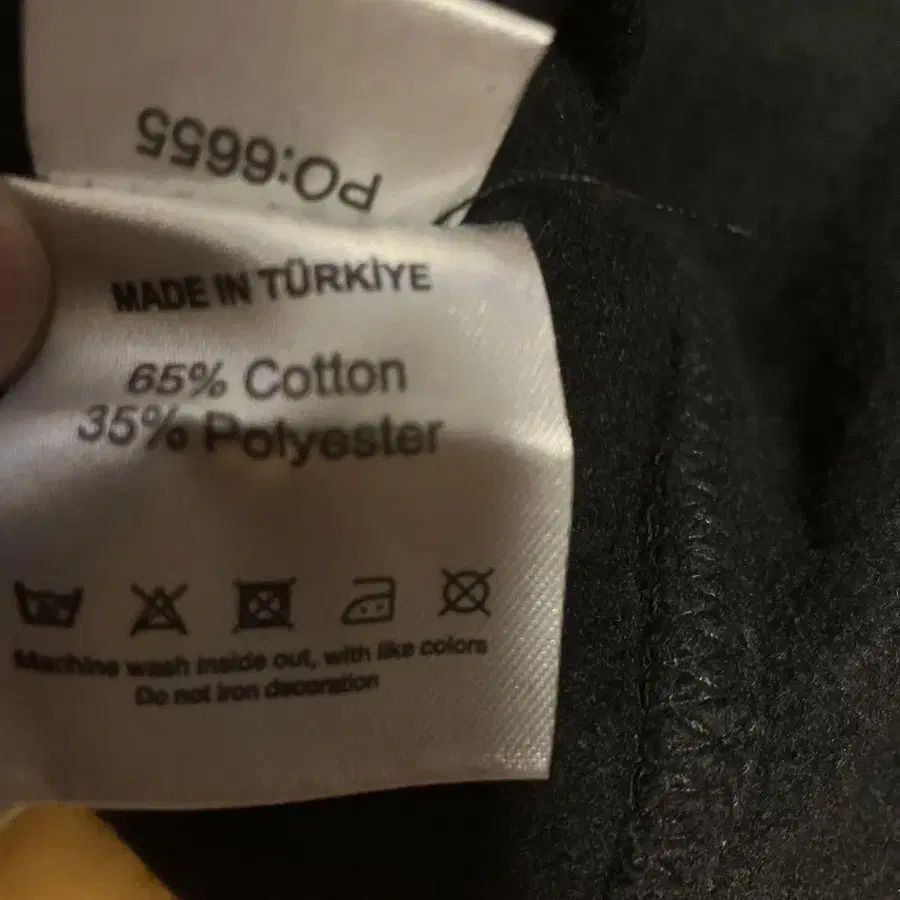 PO:6655
MADE IN TÜRKİYE
65% Cotton
35% Polyester
Machine wash inside out, with like colors
Do not iron decoration